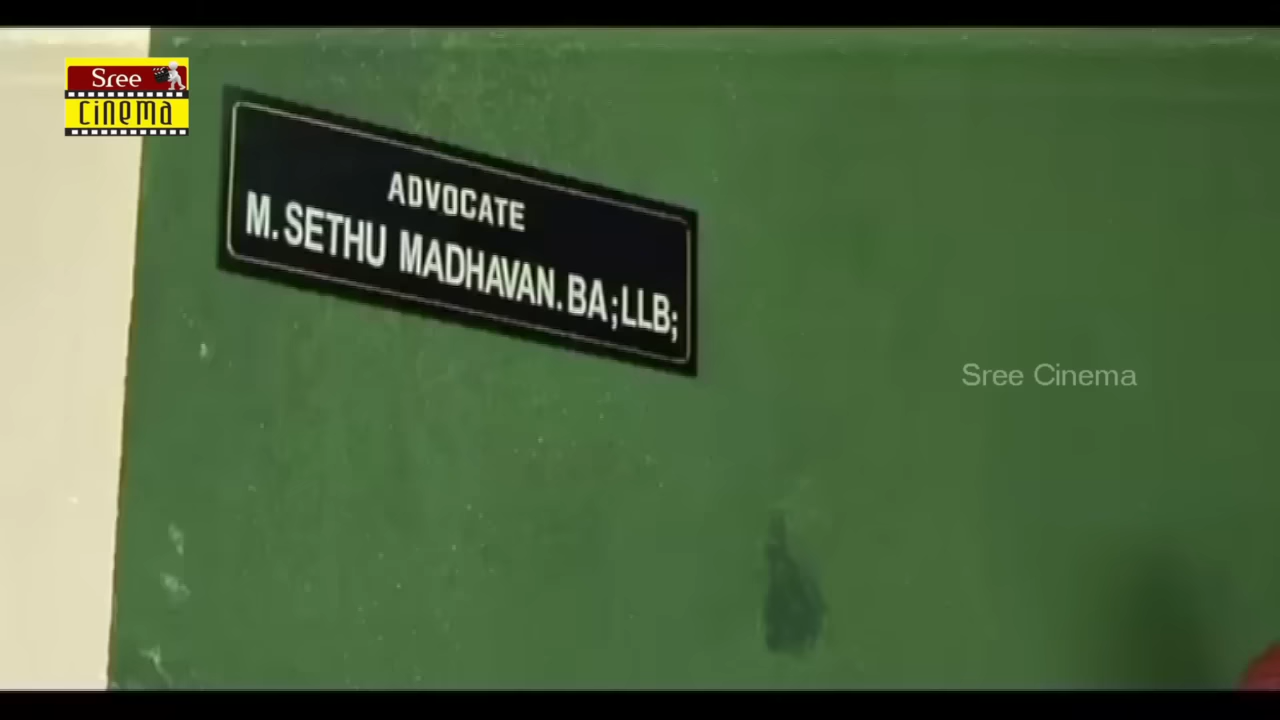 Sree
cinema
ADVOCATE
M. SETHU MADHAVAN. BA;LLB;
Sree Cinema